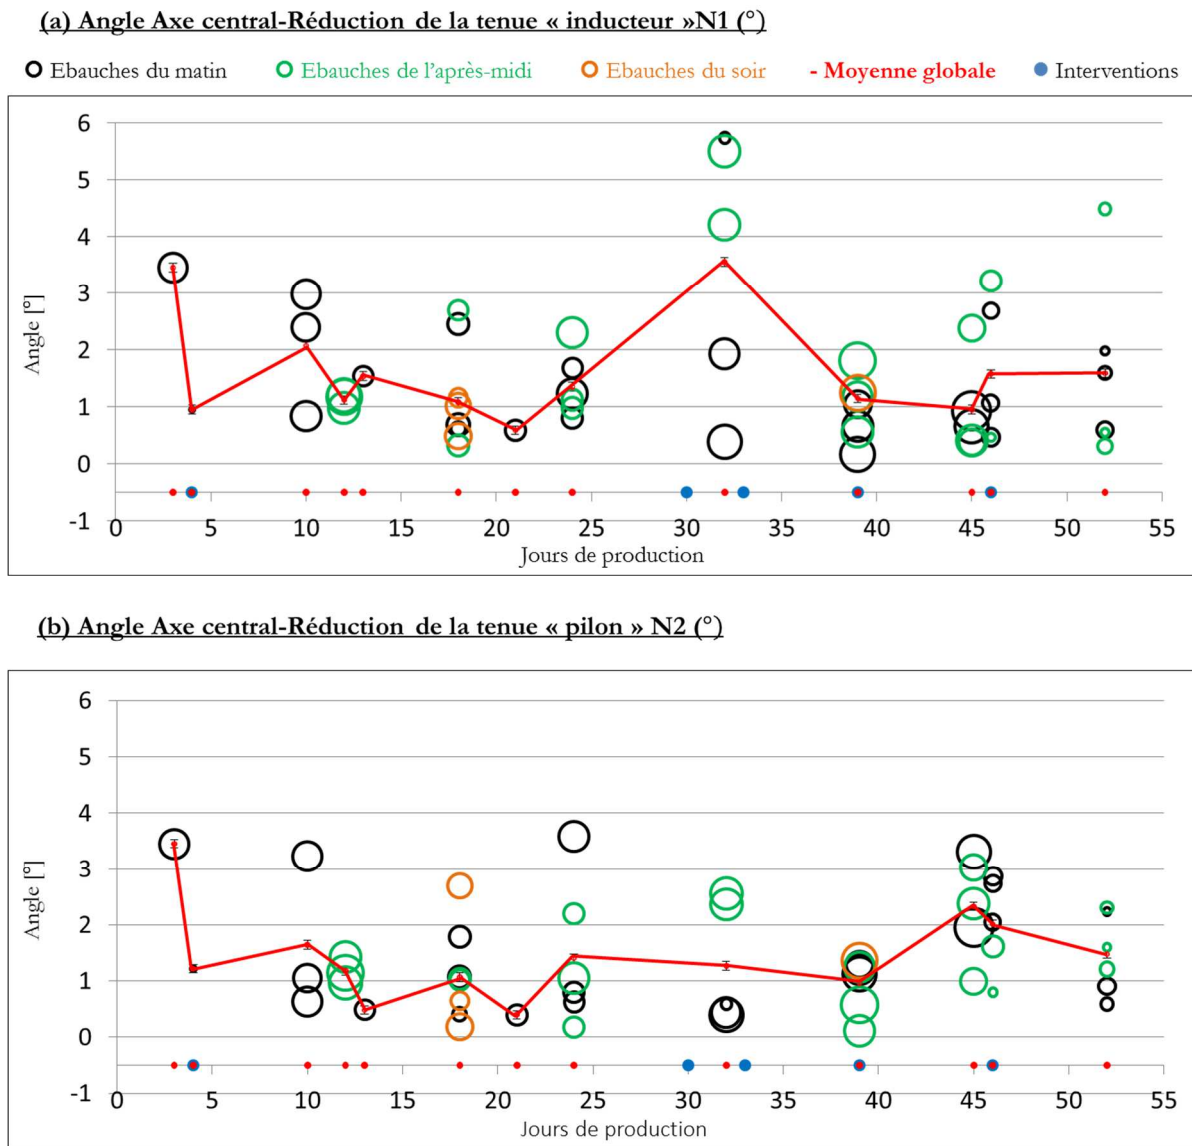 (a) Angle Axe central-Réduction de la tenue « inducteur »N1 (°)
Ebauches du matin Ebauches de l'après-midi Ebauches du soir - Moyenne globale Interventions
6
5
4
3
2
1
0
-1
Angle [°]
0 5 10 15 20 25 30 35 40 45 50 55
Jours de production
(b) Angle Axe central-Réduction de la tenue « pilon » N2 (°)
6
5
4
3
2
1
0
-1
Angle [°]
0 5 10 15 20 25 30 35 40 45 50 55
Jours de production